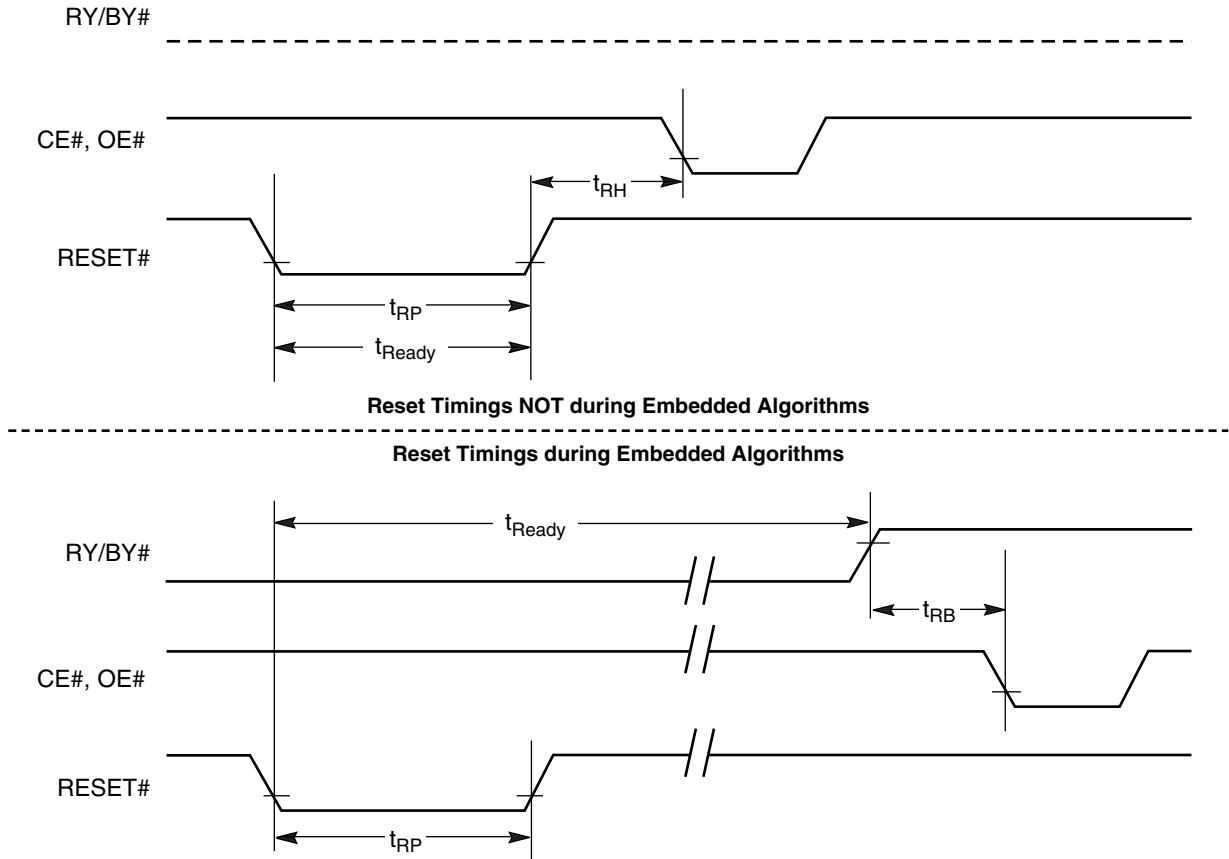 RY/BY#
CE#, OE#
tRH
RESET#
tRP
tReady
Reset Timings NOT during Embedded Algorithms
Reset Timings during Embedded Algorithms
tReady
RY/BY#
tRB
CE#, OE#
RESET#
tRP